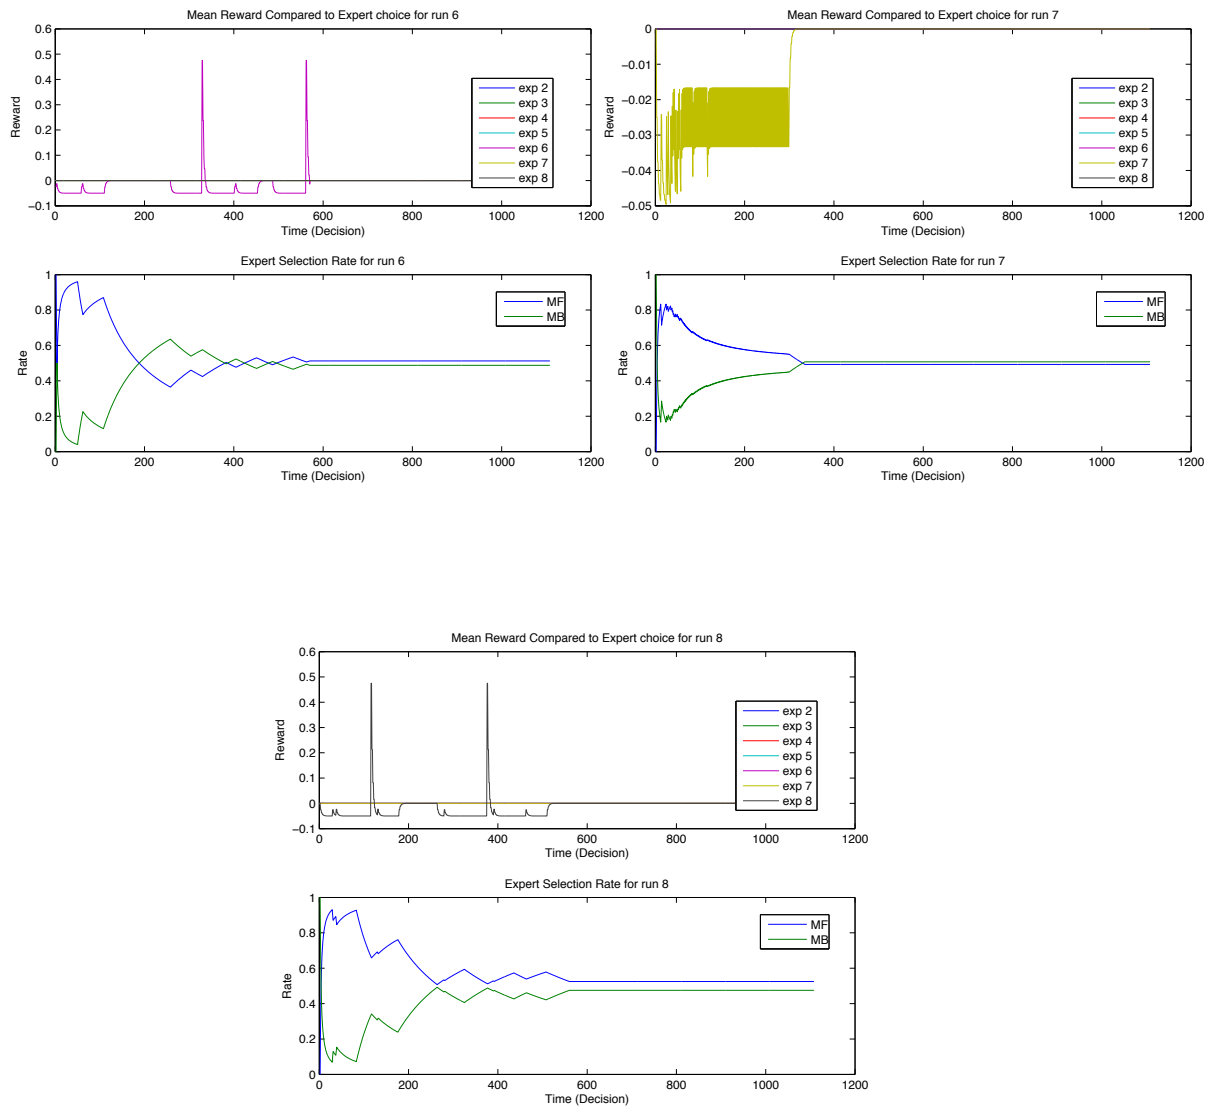 Mean Reward Compared to Expert choice for run 6
0.6
0.5
0.4
0.3
0.2
0.1
0
−0.1
Reward
exp 2
exp 3
exp 4
exp 5
exp 6
exp 7
exp 8
0 200 400 600 800 1000 1200
Time (Decision)
Mean Reward Compared to Expert choice for run 7
0
−0.01
−0.02
−0.03
−0.04
−0.05
Reward
exp 2
exp 3
exp 4
exp 5
exp 6
exp 7
exp 8
0 200 400 600 800 1000 1200
Time (Decision)
Expert Selection Rate for run 6
1
0.8
0.6
0.4
0.2
0
Rate
MF
MB
0 200 400 600 800 1000 1200
Time (Decision)
Expert Selection Rate for run 7
1
0.8
0.6
0.4
0.2
0
Rate
MF
MB
0 200 400 600 800 1000 1200
Time (Decision)
Mean Reward Compared to Expert choice for run 8
0.6
0.5
0.4
0.3
0.2
0.1
0
−0.1
Reward
exp 2
exp 3
exp 4
exp 5
exp 6
exp 7
exp 8
0 200 400 600 800 1000 1200
Time (Decision)
Expert Selection Rate for run 8
1
0.8
0.6
0.4
0.2
0
Rate
MF
MB
0 200 400 600 800 1000 1200
Time (Decision)